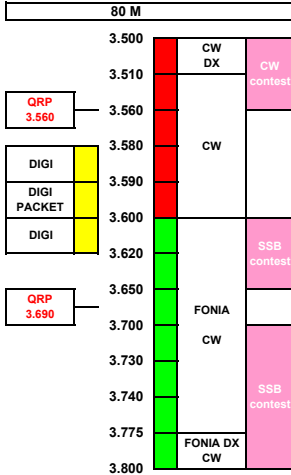 80 M
3.500
CW
DX
CW
contest
3.510
QRP
3.560
3.560
3.580
CW
DIGI
3.590
DIGI
PACKET
3.600
DIGI
SSB
contest
3.620
3.650
QRP
3.690
FONIA
3.700
CW
3.730
SSB
contest
3.740
3.775
FONIA DX
CW
3.800